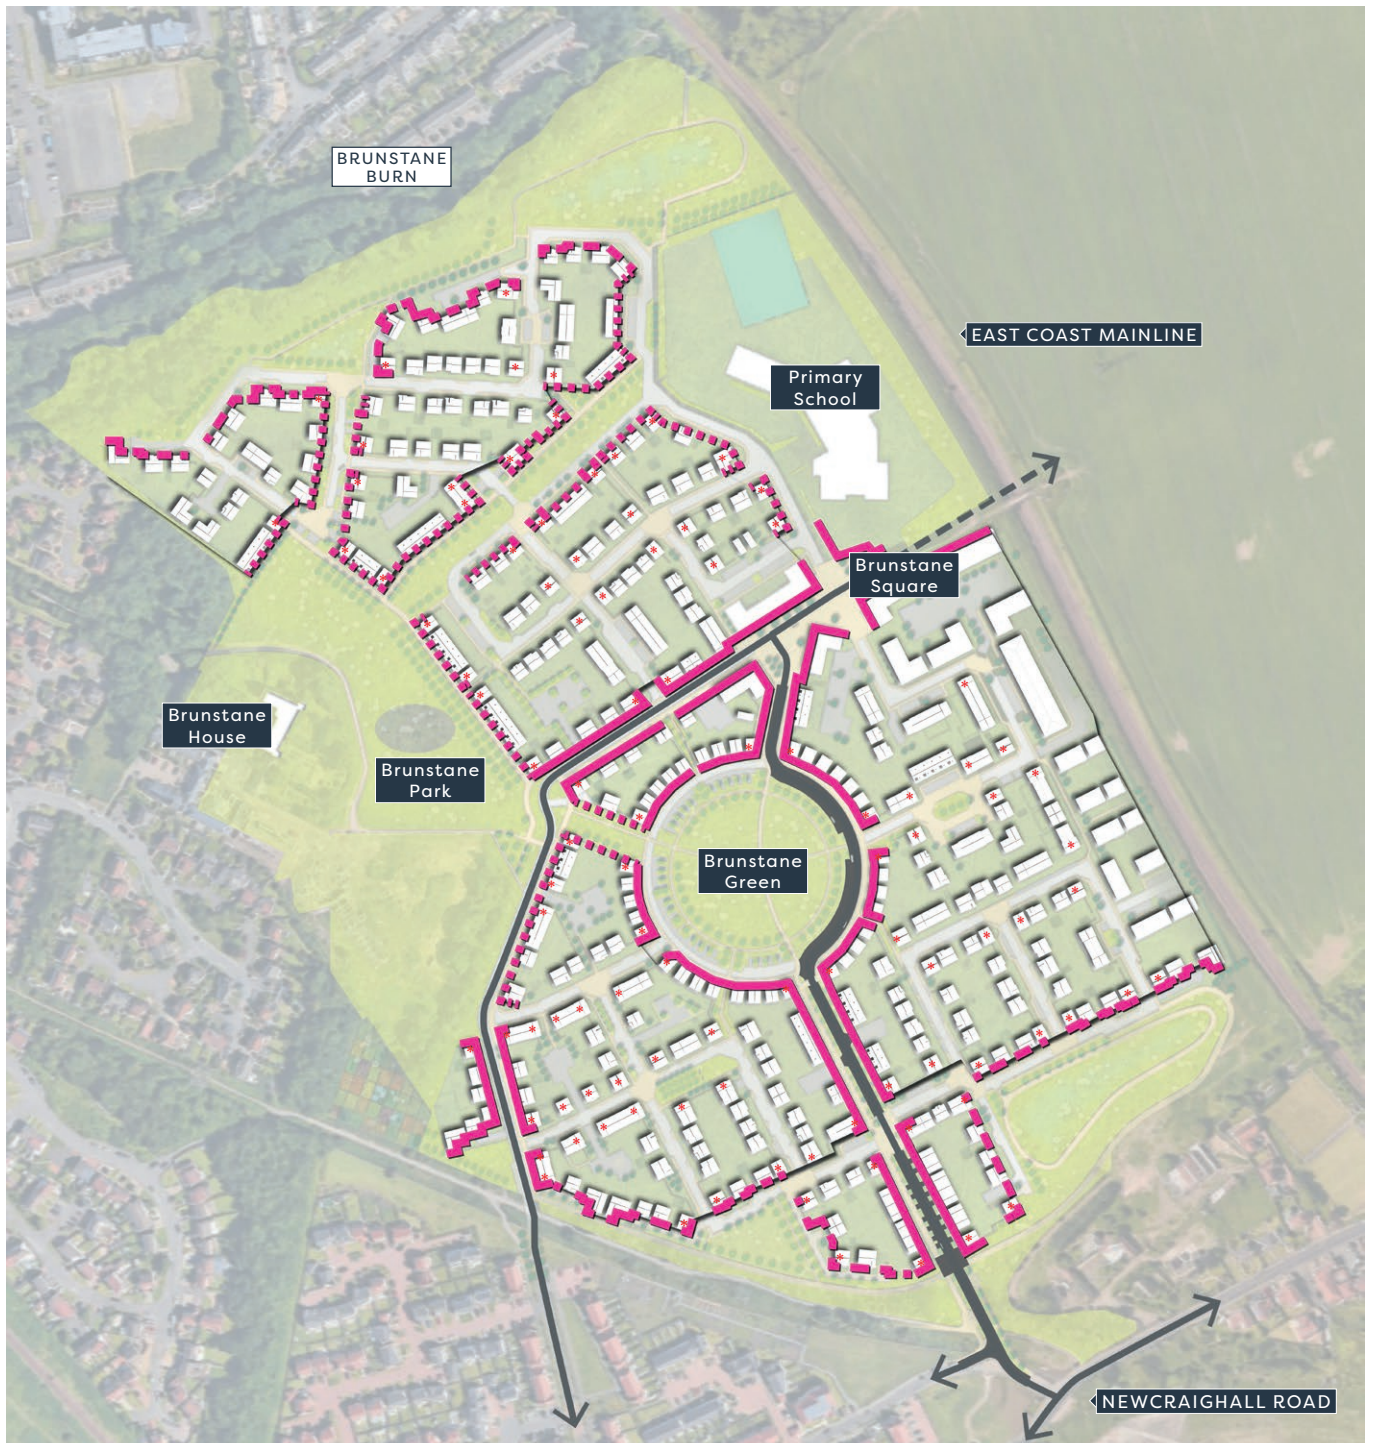 BRUNSTANE
BURN
EAST COAST MAINLINE
Primary
School
Brunstane
Square
Brunstane
House
Brunstane
Park
Brunstane
Green
NEWCRAIGHALL ROAD